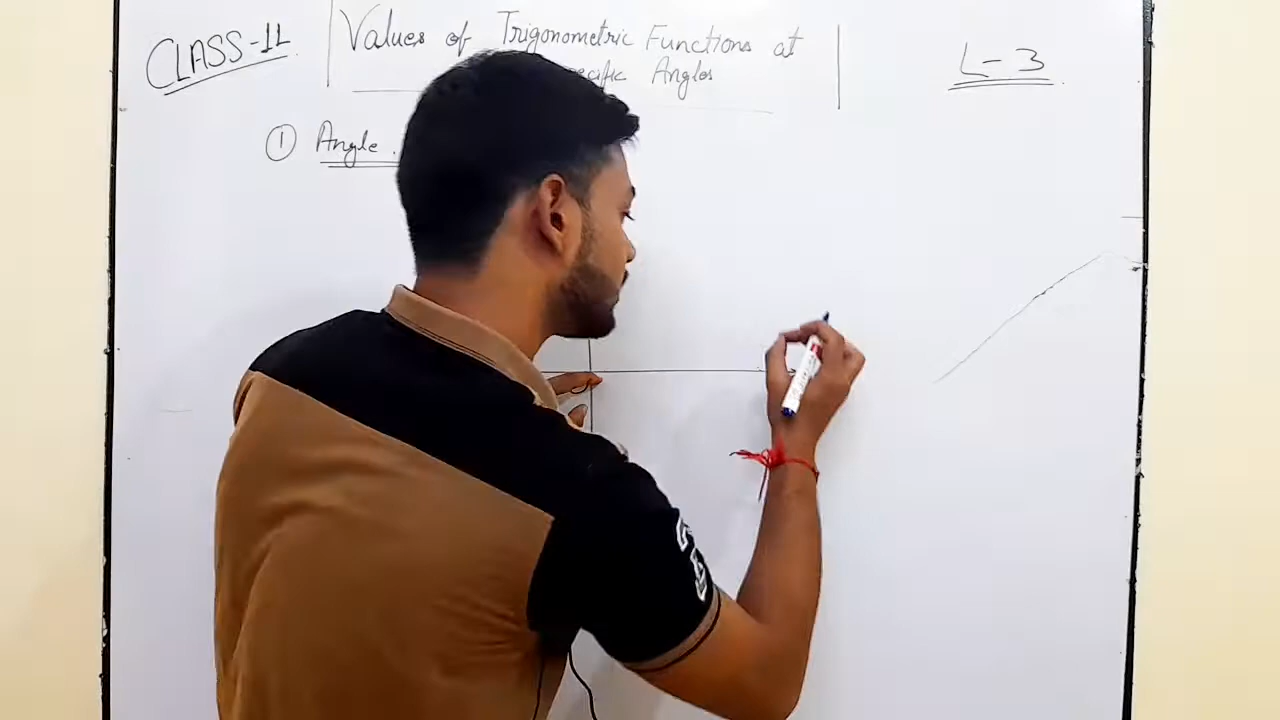 CLASS-11
Values of Trigonometric Functions at
Angles
L-3
① Angle